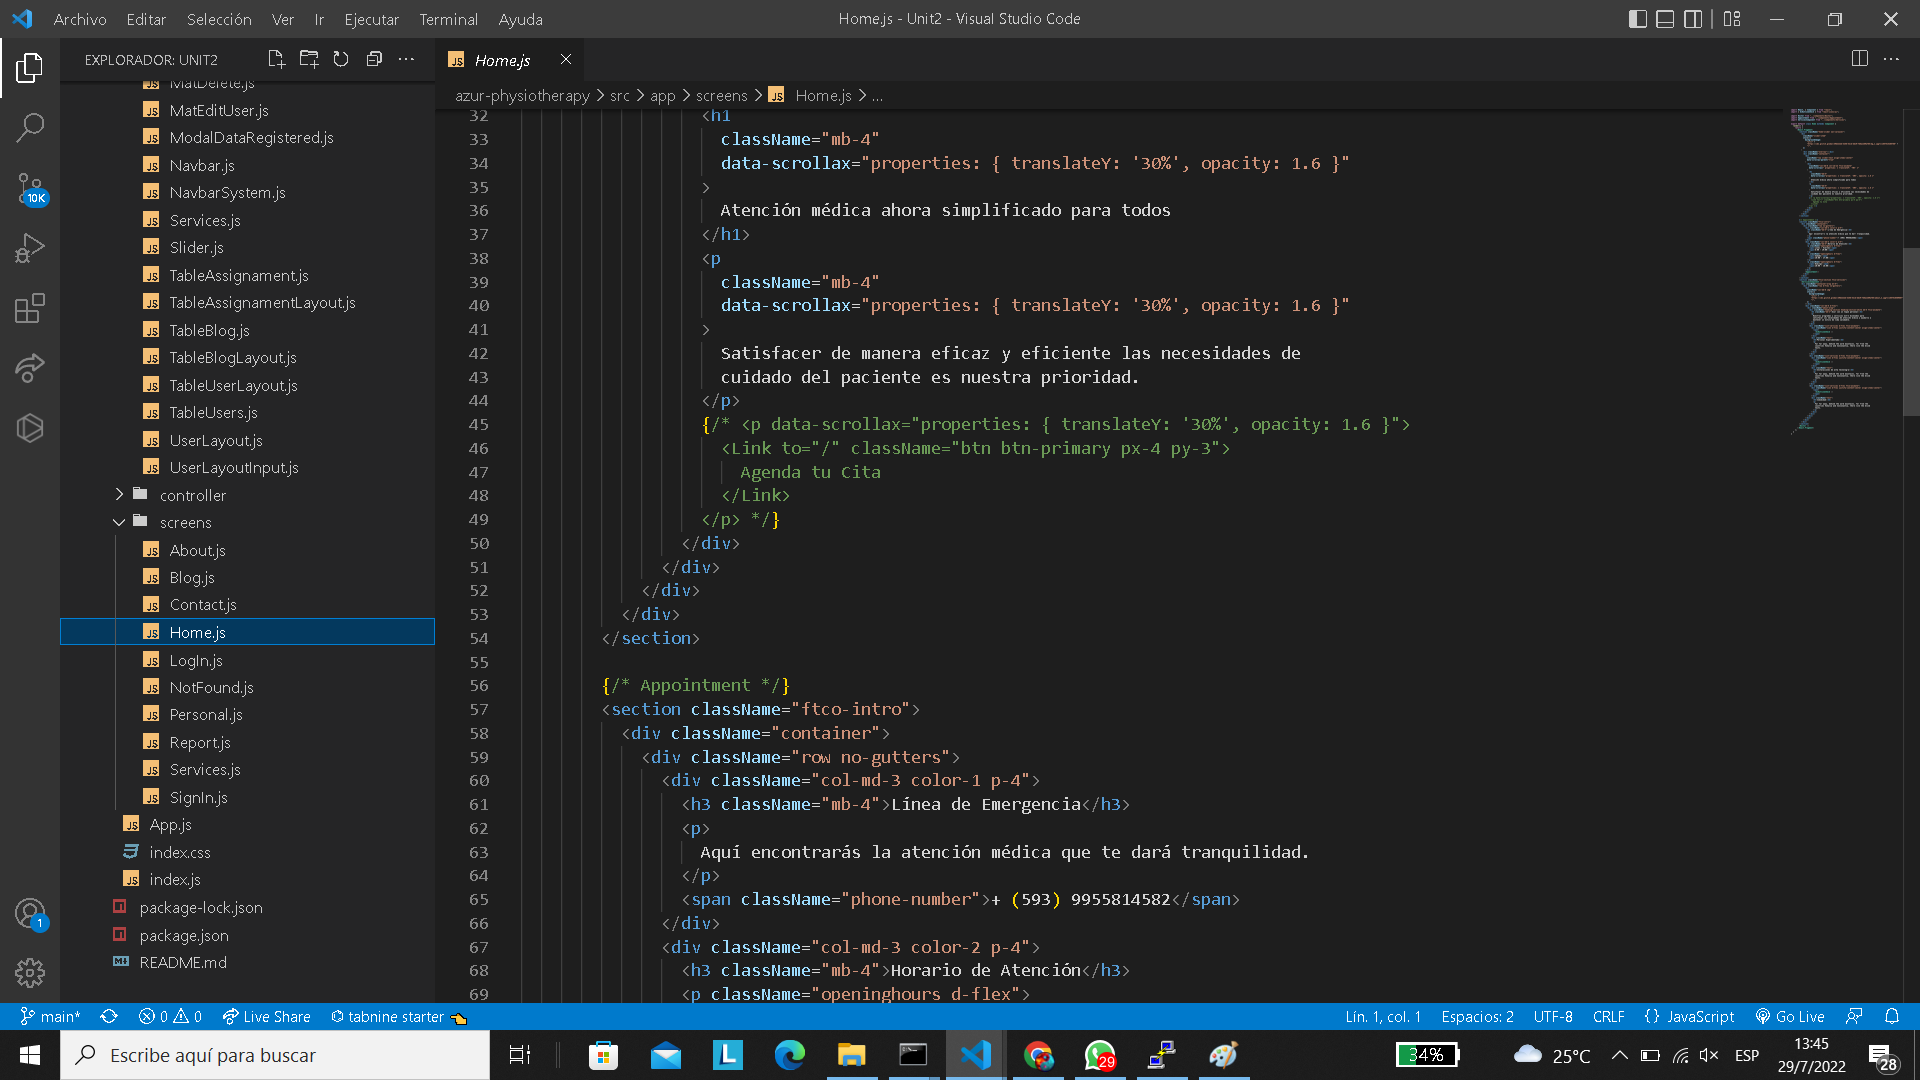 Archivo Editar Selección Ver Ir Ejecutar Terminal Ayuda
Home.js - Unit2 - Visual Studio Code
EXPLORADOR: UNIT2
MatDelete.js
MatEditUser.js
ModalDataRegistered.js
Navbar.js
NavbarSystem.js
Services.js
Slider.js
TableAssignament.js
TableAssignamentLayout.js
TableBlog.js
TableBlogLayout.js
TableUserLayout.js
TableUsers.js
UserLayout.js
UserLayoutInput.js
controller
screens
About.js
Blog.js
Contact.js
Home.js
LogIn.js
NotFound.js
Personal.js
Report.js
Services.js
SignIn.js
App.js
index.css
index.js
package-lock.json
package.json
README.md
10K
1
JS Home.js
azur-physiotherapy > src > app > screens > JS Home.js > ...
32 <h1
33 className="mb-4"
34 data-scrollax="properties: { translateY: '30%', opacity: 1.6 }"
35 >
36 Atención médica ahora simplificado para todos
37 </h1>
38 <p
39 className="mb-4"
40 data-scrollax="properties: { translateY: '30%', opacity: 1.6 }"
41 >
42 Satisfacer de manera eficaz y eficiente las necesidades de
43 cuidado del paciente es nuestra prioridad.
44 </p>
45 {/* <p data-scrollax="properties: { translateY: '30%', opacity: 1.6 }">
46 <Link to="/" className="btn btn-primary px-4 py-3">
47 Agenda tu Cita
48 </Link>
49 </p> */}
50 </div>
51 </div>
52 </div>
53 </div>
54 </section>
55
56 {/* Appointment */}
57 <section className="ftco-intro">
58 <div className="container">
59 <div className="row no-gutters">
60 <div className="col-md-3 color-1 p-4">
61 <h3 className="mb-4">Línea de Emergencia</h3>
62 <p>
63 Aquí encontrarás la atención médica que te dará tranquilidad.
64 </p>
65 <span className="phone-number">+ (593) 9955814582</span>
66 </div>
67 <div className="col-md-3 color-2 p-4">
68 <h3 className="mb-4">Horario de Atención</h3>
69 <p className="openinghours d-flex">
main* 0 0 Live Share tabnine starter
Lín. 1, col. 1 Espacios: 2 UTF-8 CRLF {} JavaScript Go Live
Escribe aquí para buscar
L
29
34%
25°C
ESP
13:45
29/7/2022
28